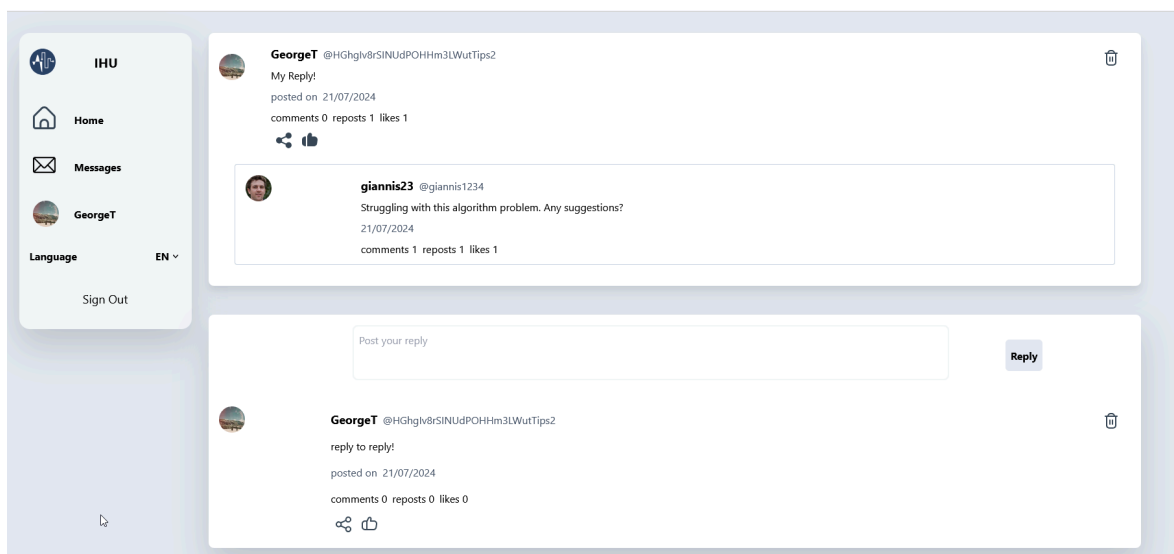 IHU
Home
Messages
GeorgeT
Language EN
Sign Out
GeorgeT @HGhgIv8rSINUdPOHHm3LWutTips2
My Reply!
posted on 21/07/2024
comments 0 reposts 1 likes 1
giannis23 @giannis1234
Struggling with this algorithm problem. Any suggestions?
21/07/2024
comments 1 reposts 1 likes 1
Post your reply
Reply
GeorgeT @HGhgIv8rSINUdPOHHm3LWutTips2
reply to reply!
posted on 21/07/2024
comments 0 reposts 0 likes 0